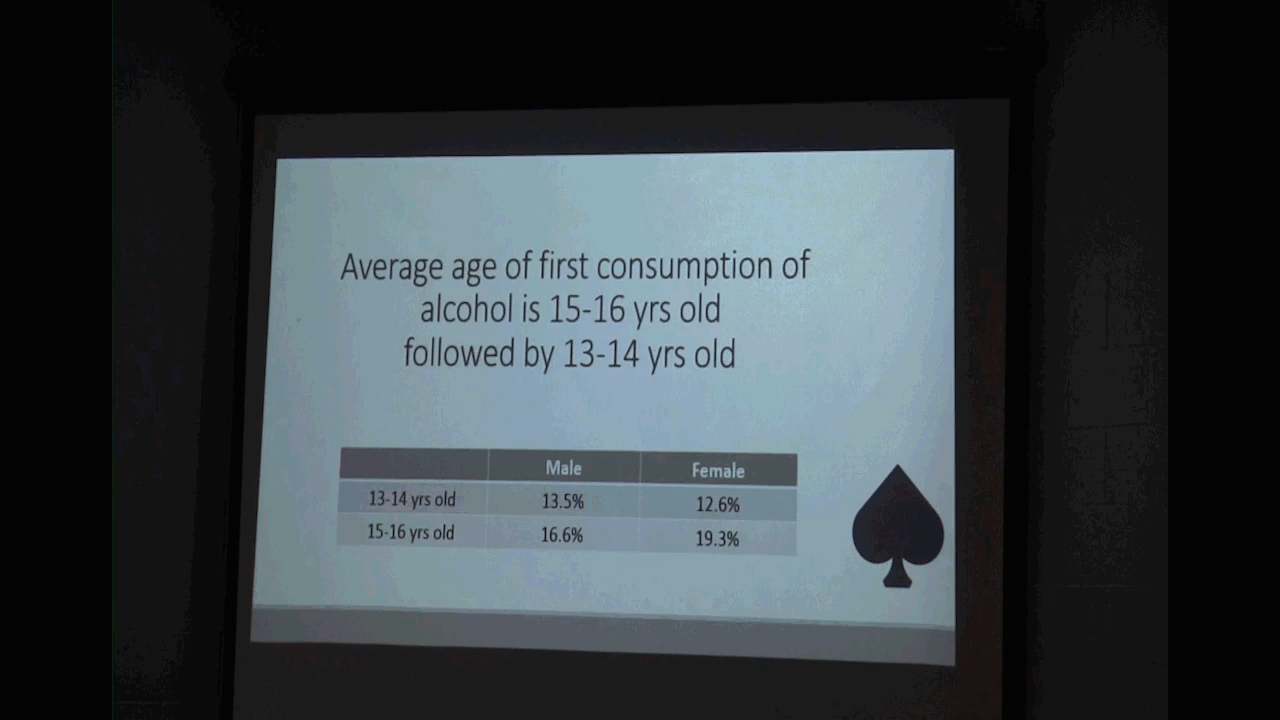 Average age of first consumption of
alcohol is 15-16 yrs old
followed by 13-14 yrs old
Male Female
13-14 yrs old 13.5% 12.6%
15-16 yrs old 16.6% 19.3%